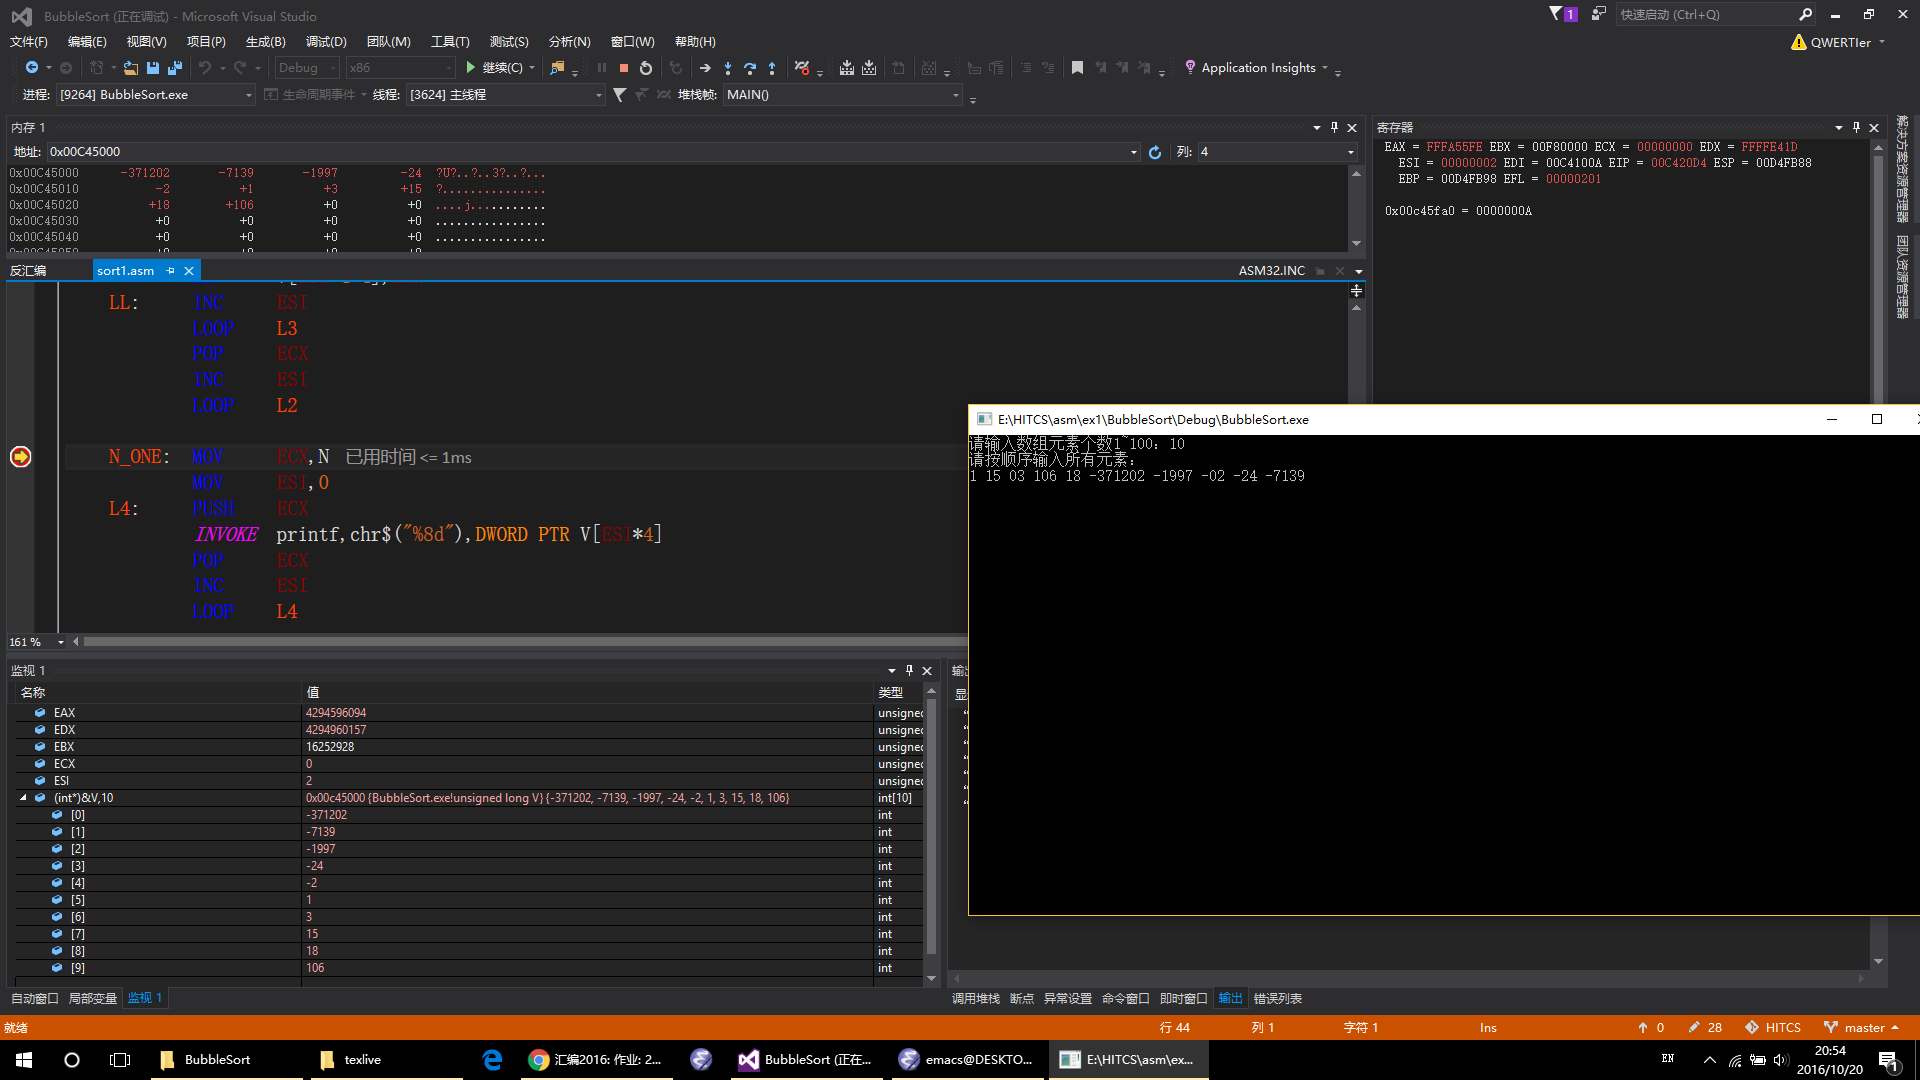 BubbleSort (正在调试) - Microsoft Visual Studio
1
快速启动 (Ctrl+Q)
文件(F) 编辑(E) 视图(V) 项目(P) 生成(B) 调试(D) 团队(M) 工具(T) 测试(S) 分析(N) 窗口(W) 帮助(H)
QWERTIer
Debug x86 继续(C) Application Insights
进程: [9264] BubbleSort.exe 生命周期事件 线程: [3624] 主线程 堆栈帧: MAIN()
内存 1
地址: 0x00C45000 列: 4
0x00C45000 -371202 -7139 -1997 -24 ?U?..?..3?..?...
0x00C45010 -2 +1 +3 +15 ?...............
0x00C45020 +18 +106 +0 +0 ....j...........
0x00C45030 +0 +0 +0 +0 ................
0x00C45040 +0 +0 +0 +0 ................
寄存器
EAX = FFFA55FE EBX = 00F80000 ECX = 00000000 EDX = FFFFE41D
ESI = 00000002 EDI = 00C4100A EIP = 00C420D4 ESP = 00D4FB88
EBP = 00D4FB98 EFL = 00000201
0x00c45fa0 = 0000000A
解决方案资源管理器
团队资源管理器
反汇编 sort1.asm ASM32.INC
LL: INC ESI
LOOP L3
POP ECX
INC ESI
LOOP L2
N_ONE: MOV ECX,N 已用时间 <= 1ms
MOV ESI,0
L4: PUSH ECX
INVOKE printf,chr$("%8d"),DWORD PTR V[ESI*4]
POP ECX
INC ESI
LOOP L4
161 %
E:\HITCS\asm\ex1\BubbleSort\Debug\BubbleSort.exe
请输入数组元素个数1~100: 10
请按顺序输入所有元素:
1 15 03 106 18 -371202 -1997 -02 -24 -7139
监视 1
名称 值 类型
EAX 4294596094 unsigned
EDX 4294960157 unsigned
EBX 16252928 unsigned
ECX 0 unsigned
ESI 2 unsigned
(int*)&V,10 0x00c45000 {BubbleSort.exe!unsigned long V} {-371202, -7139, -1997, -24, -2, 1, 3, 15, 18, 106} int[10]
[0] -371202 int
[1] -7139 int
[2] -1997 int
[3] -24 int
[4] -2 int
[5] 1 int
[6] 3 int
[7] 15 int
[8] 18 int
[9] 106 int
自动窗口 局部变量 监视 1
调用堆栈 断点 异常设置 命令窗口 即时窗口 输出 错误列表
就绪 行 44 列 1 字符 1 Ins 0 28 HITCS master
BubbleSort texlive 汇编2016: 作业: 2... BubbleSort (正在... emacs@DESKTO... E:\HITCS\asm\ex...
EN
20:54
2016/10/20
1